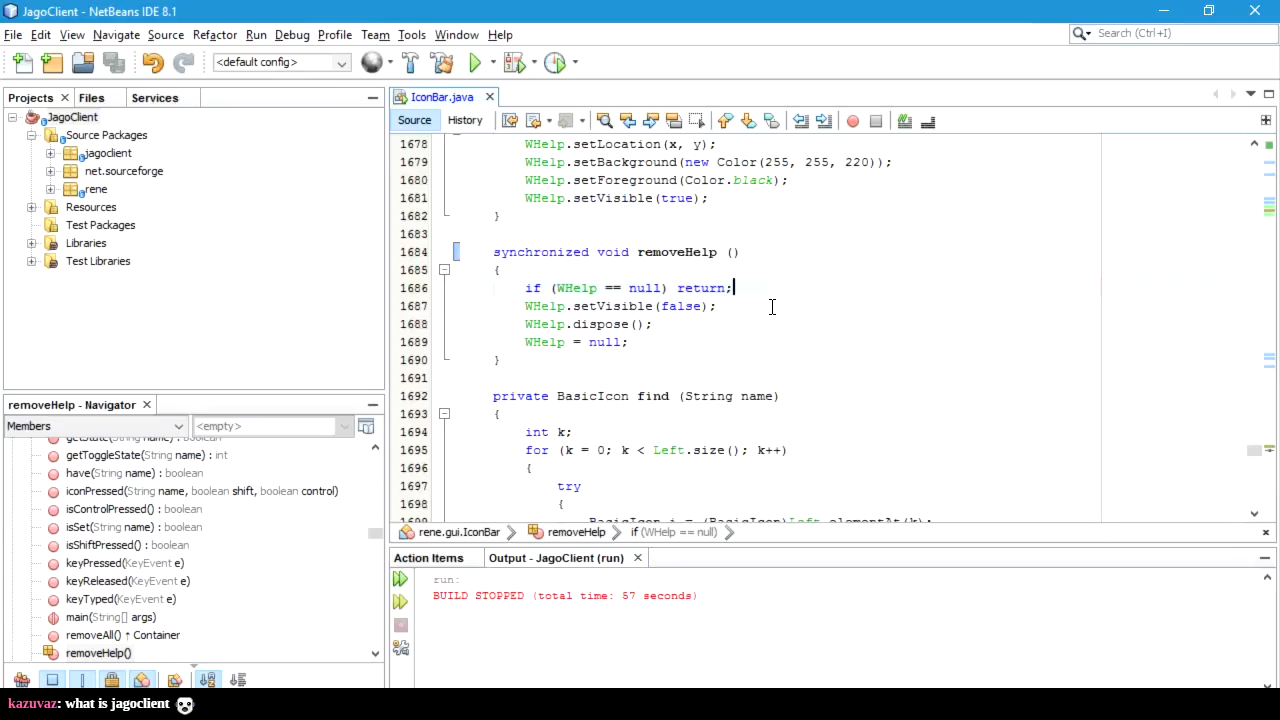 JagoClient - NetBeans IDE 8.1
File Edit View Navigate Source Refactor Run Debug Profile Team Tools Window Help
Search (Ctrl+I)
<default config>
Projects Files Services
IconBar.java
JagoClient
Source Packages
jagoclient
net.sourceforge
rene
Resources
Test Packages
Libraries
Test Libraries
Source History
1678 WHelp.setLocation(x, y);
1679 WHelp.setBackground(new Color(255, 255, 220));
1680 WHelp.setForeground(Color.black);
1681 WHelp.setVisible(true);
1682 }
1683
1684 synchronized void removeHelp ()
1685 {
1686 if (WHelp == null) return;
1687 WHelp.setVisible(false);
1688 WHelp.dispose();
1689 WHelp = null;
1690 }
1691
1692 private BasicIcon find (String name)
1693 {
1694 int k;
1695 for (k = 0; k < Left.size(); k++)
1696 {
1697 try
1698 {
1699 BasicIcon i = (BasicIcon)Left.elementAt(k);
removeHelp - Navigator
Members
<empty>
getState(String name) : boolean
getToggleState(String name) : int
have(String name) : boolean
iconPressed(String name, boolean shift, boolean control)
isControlPressed() : boolean
isSet(String name) : boolean
isShiftPressed() : boolean
keyPressed(KeyEvent e)
keyReleased(KeyEvent e)
keyTyped(KeyEvent e)
main(String[] args)
removeAll() ↑ Container
removeHelp()
rene.gui.IconBar removeHelp if (WHelp == null)
Action Items Output - JagoClient (run)
run:
BUILD STOPPED (total time: 57 seconds)
kazuvaz: what is jagoclient